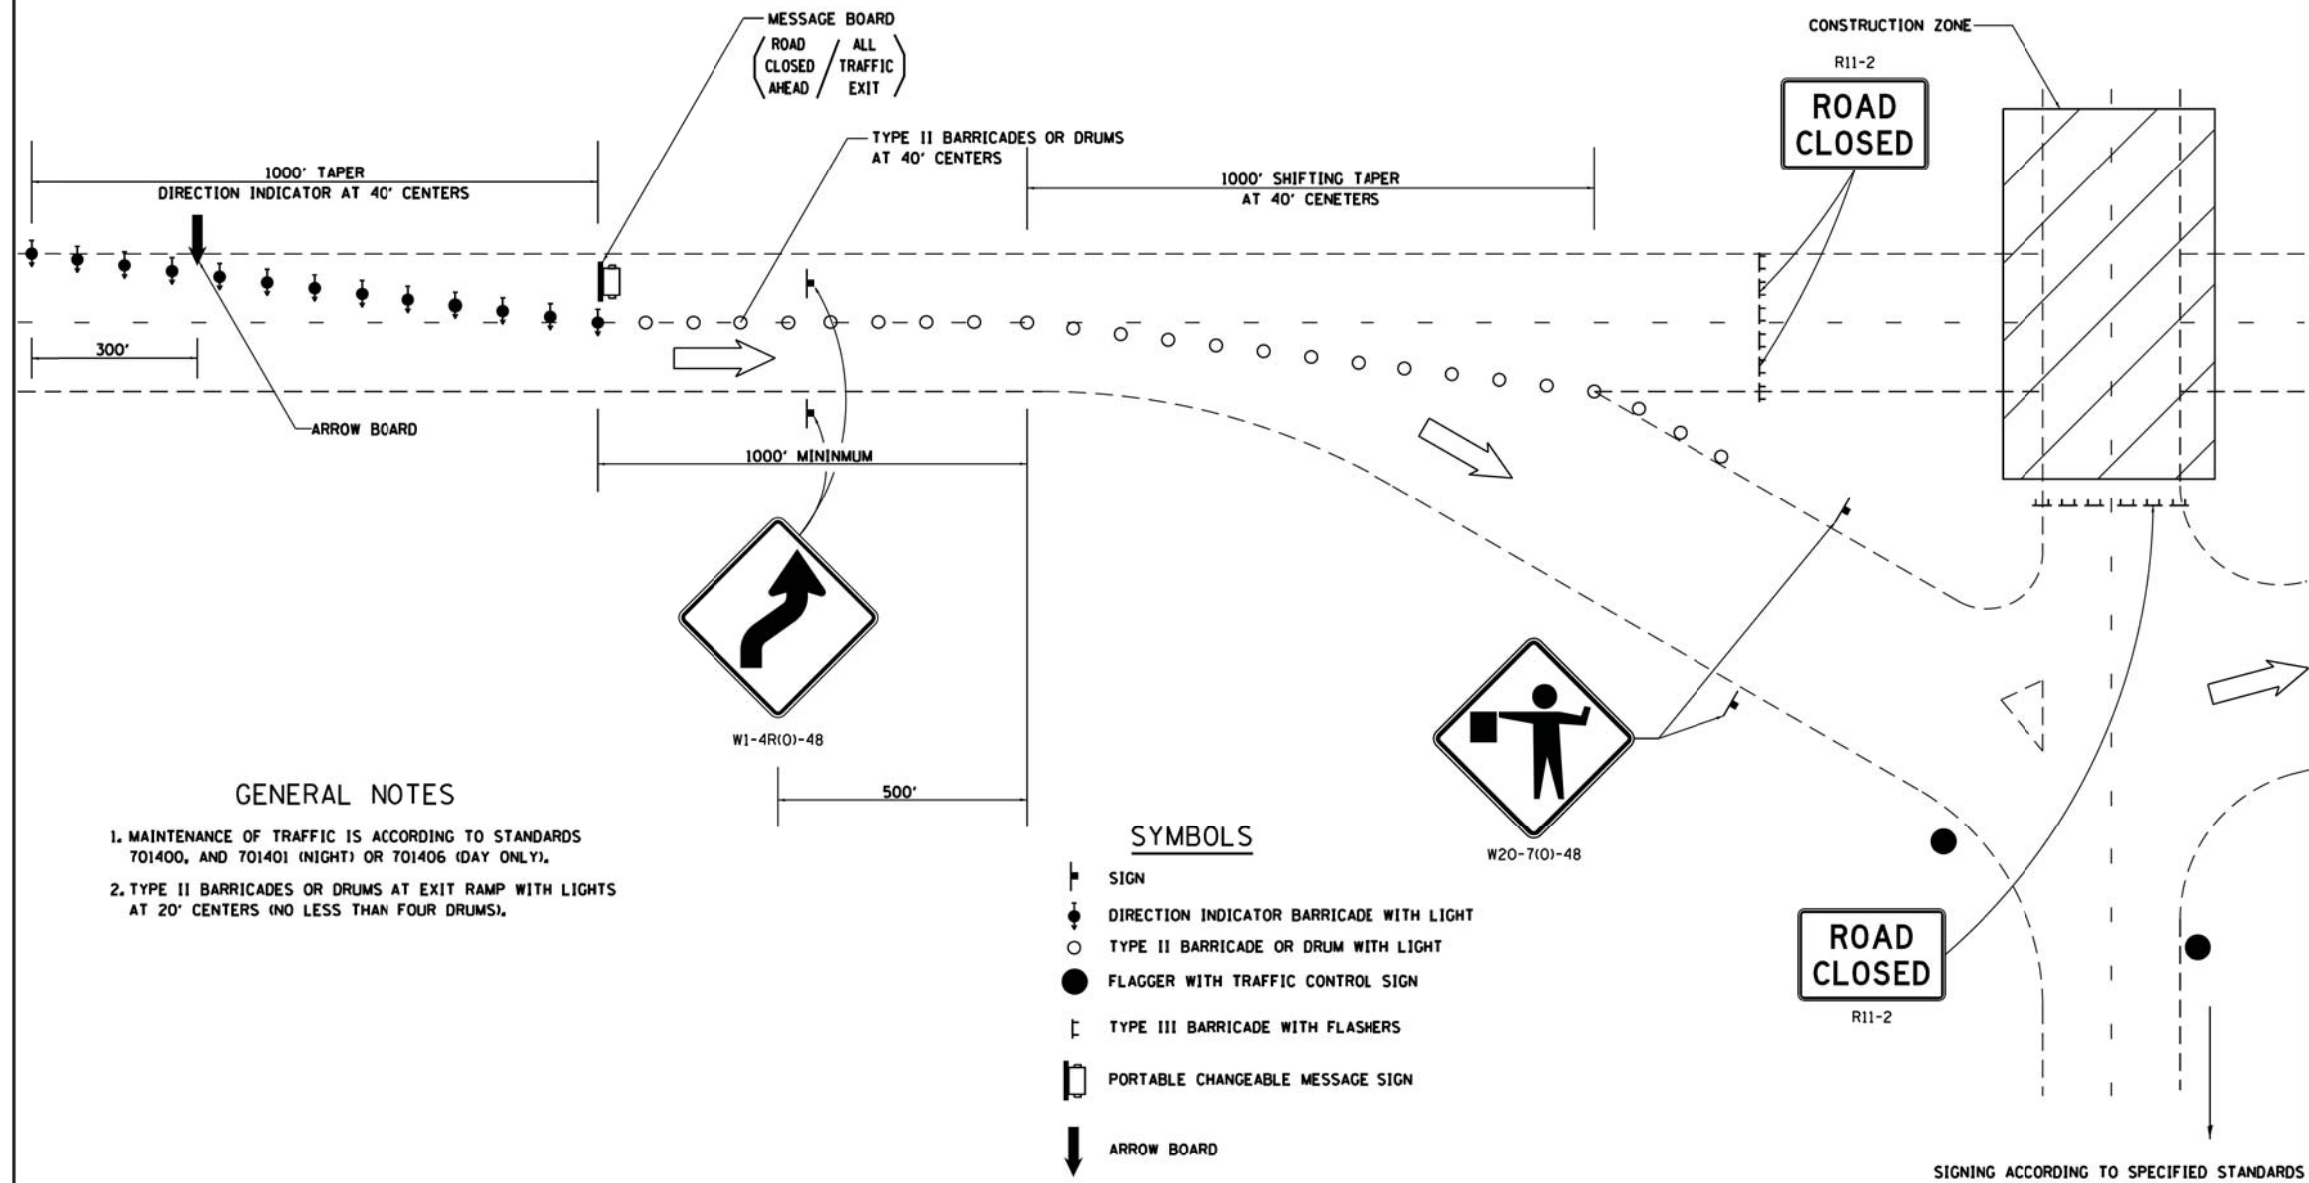 MESSAGE BOARD
ROAD
CLOSED
AHEAD
/
ALL
TRAFFIC
EXIT
CONSTRUCTION ZONE
R11-2
ROAD
CLOSED
TYPE II BARRICADES OR DRUMS
AT 40' CENTERS
1000' TAPER
DIRECTION INDICATOR AT 40' CENTERS
1000' SHIFTING TAPER
AT 40' CENETERS
300'
ARROW BOARD
1000' MININMUM
W1-4R(O)-48
500'
GENERAL NOTES
1. MAINTENANCE OF TRAFFIC IS ACCORDING TO STANDARDS
701400, AND 701401 (NIGHT) OR 701406 (DAY ONLY).
2. TYPE II BARRICADES OR DRUMS AT EXIT RAMP WITH LIGHTS
AT 20' CENTERS (NO LESS THAN FOUR DRUMS).
SYMBOLS
SIGN
DIRECTION INDICATOR BARRICADE WITH LIGHT
TYPE II BARRICADE OR DRUM WITH LIGHT
FLAGGER WITH TRAFFIC CONTROL SIGN
TYPE III BARRICADE WITH FLASHERS
PORTABLE CHANGEABLE MESSAGE SIGN
ARROW BOARD
W20-7(O)-48
ROAD
CLOSED
R11-2
SIGNING ACCORDING TO SPECIFIED STANDARDS